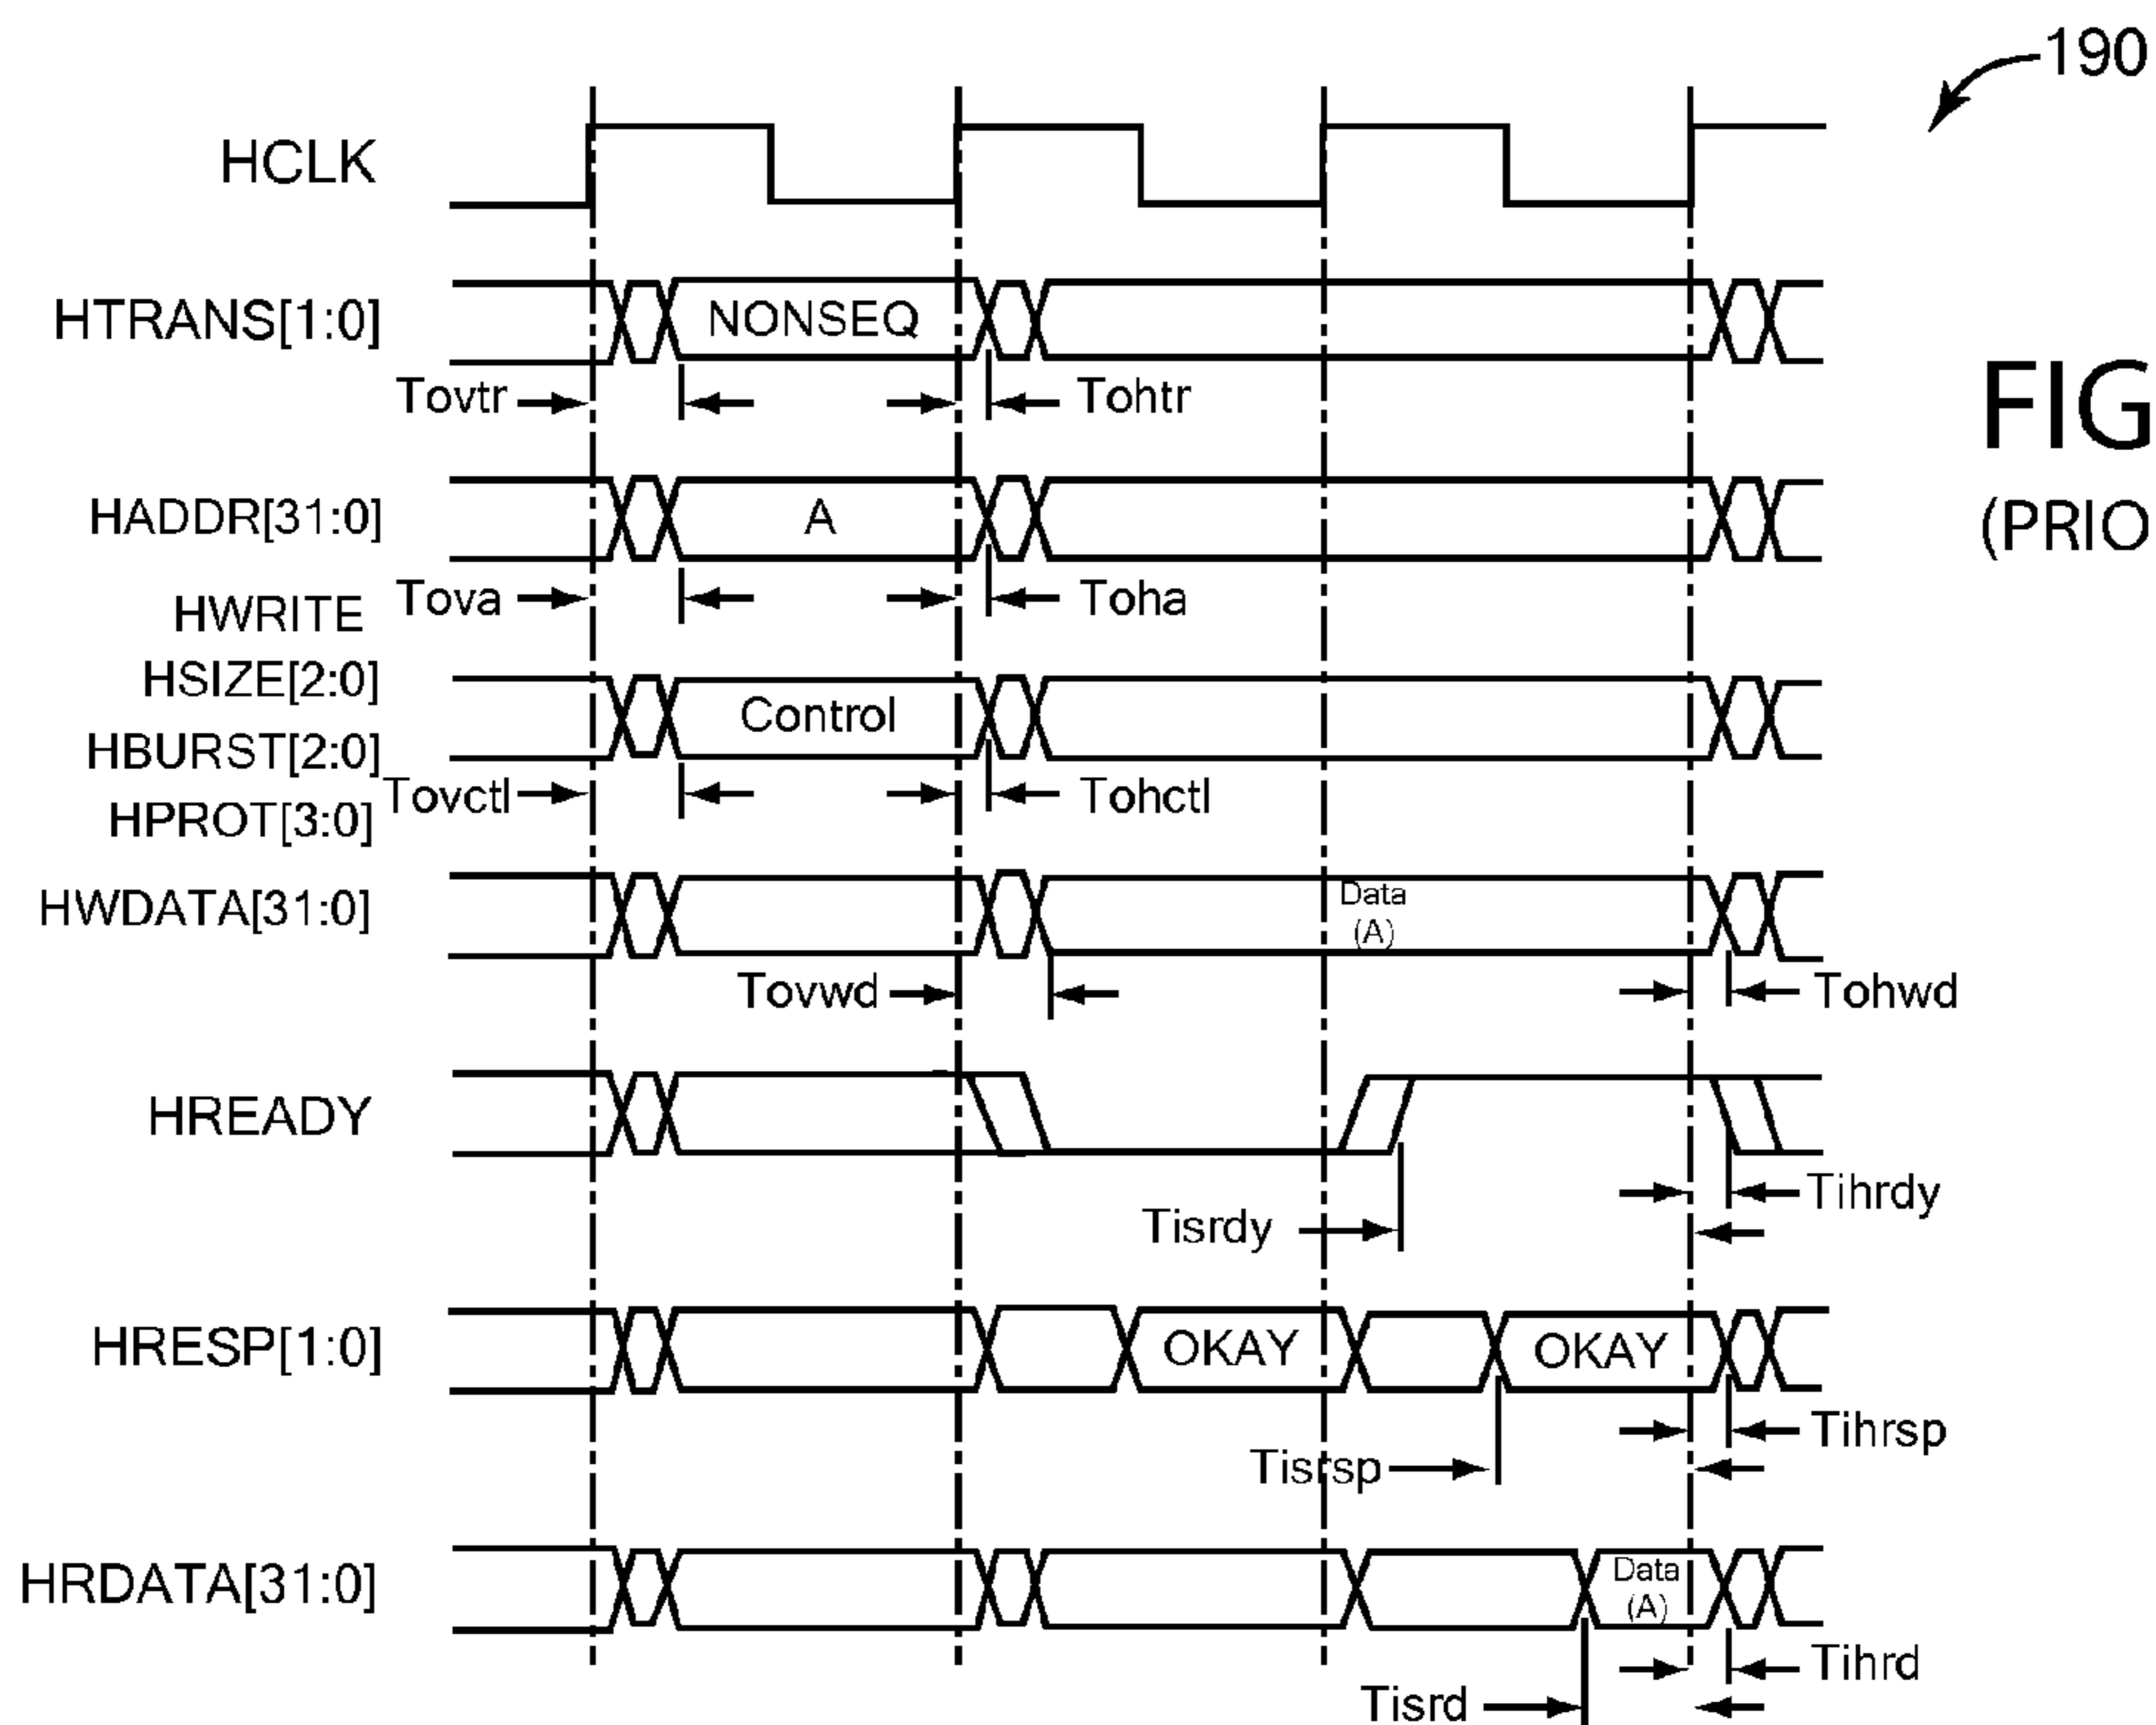 190
HCLK
HTRANS[1:0]
NONSEQ
Tovtr
Tohtr
FIG
HADDR[31:0]
A
(PRIO
Tova
Toha
HWRITE
HSIZE[2:0]
Control
HBURST[2:0]
Tovctl
Tohctl
HPROT[3:0]
HWDATA[31:0]
Data
(A)
Tovwd
Tohwd
HREADY
Tihrdy
Tisrdy
HRESP[1:0]
OKAY
OKAY
Tihrsp
Tisrsp
HRDATA[31:0]
Data
(A)
Tihrd
Tisrd